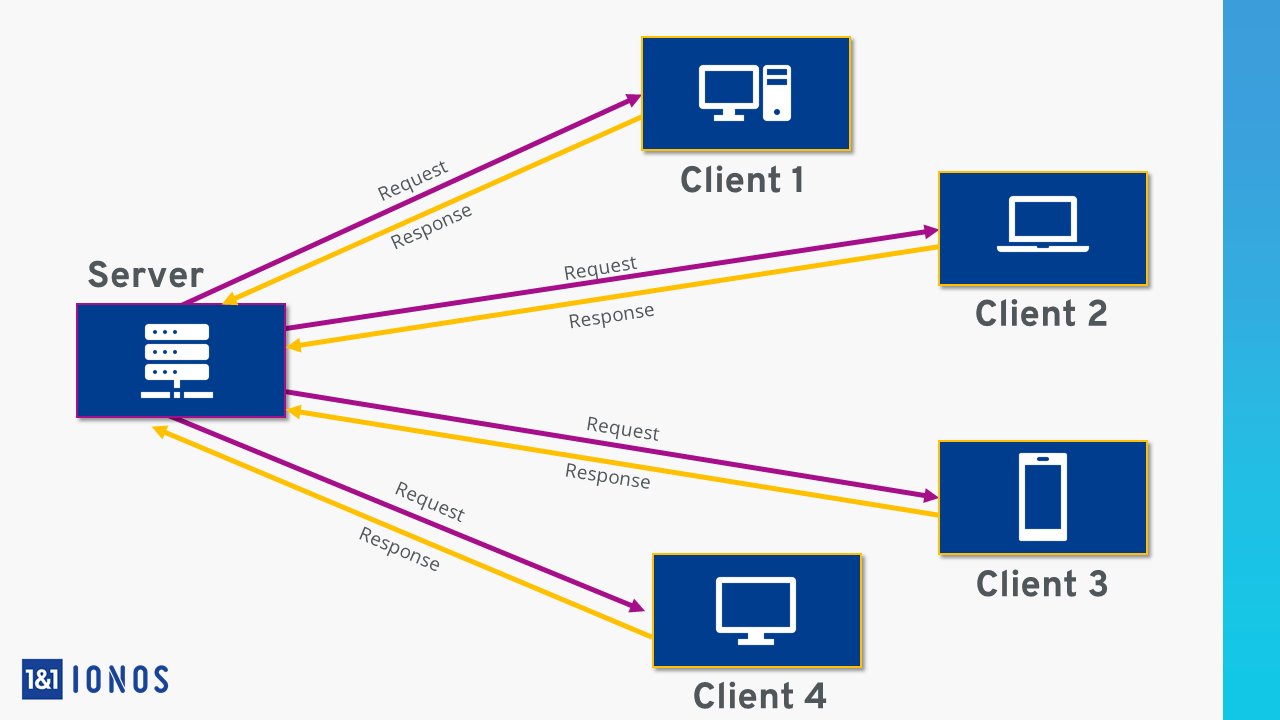 Client 1
Request
Response
Client 2
Request
Response
Server
Request
Response
Client 3
Request
Response
Client 4
1&1 IONOS